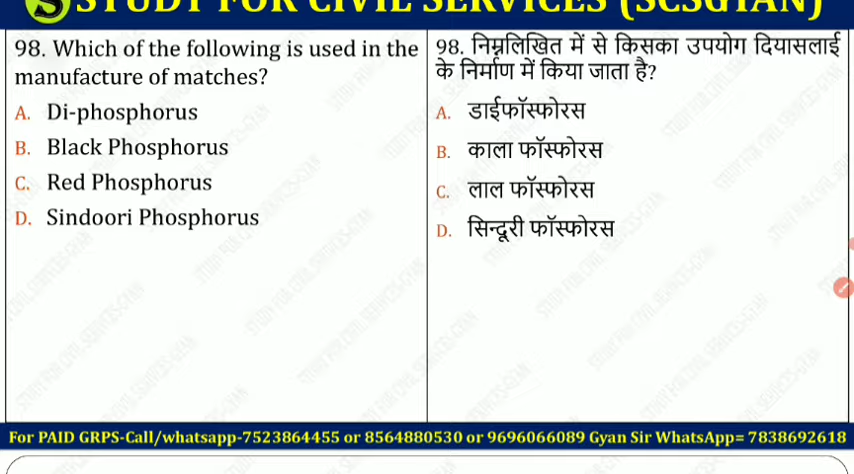 STUDY FOR CIVIL SERVICES (SCSGYAN)
98. Which of the following is used in the
manufacture of matches?
A. Di-phosphorus
B. Black Phosphorus
C. Red Phosphorus
D. Sindoori Phosphorus
98. निम्नलिखित में से किसका उपयोग दियासलाई
के निर्माण में किया जाता है?
A. डाईफॉस्फोरस
B. काला फॉस्फोरस
C. लाल फॉस्फोरस
D. सिन्दूरी फॉस्फोरस
For PAID GRPS-Call/whatsapp-7523864455 or 8564880530 or 9696066089 Gyan Sir WhatsApp= 7838692618